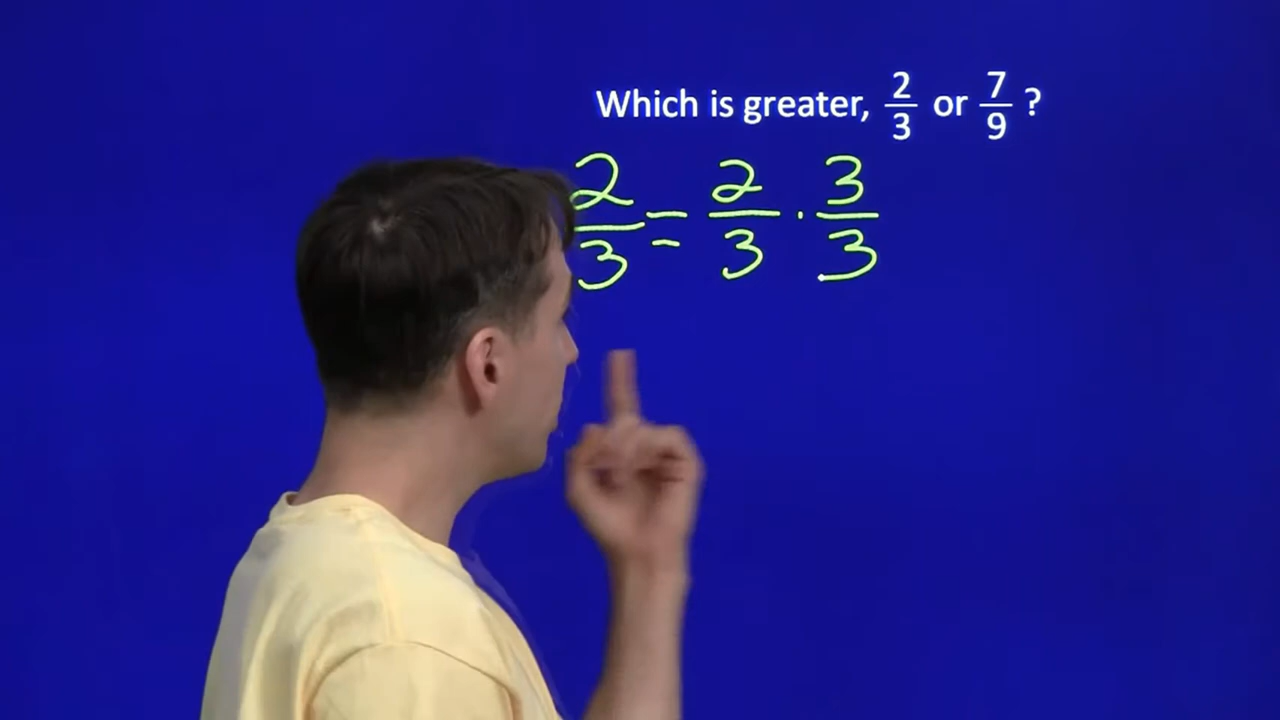 Which is greater, 2/3 or 7/9 ?
2/3 = 2/3 · 3/3